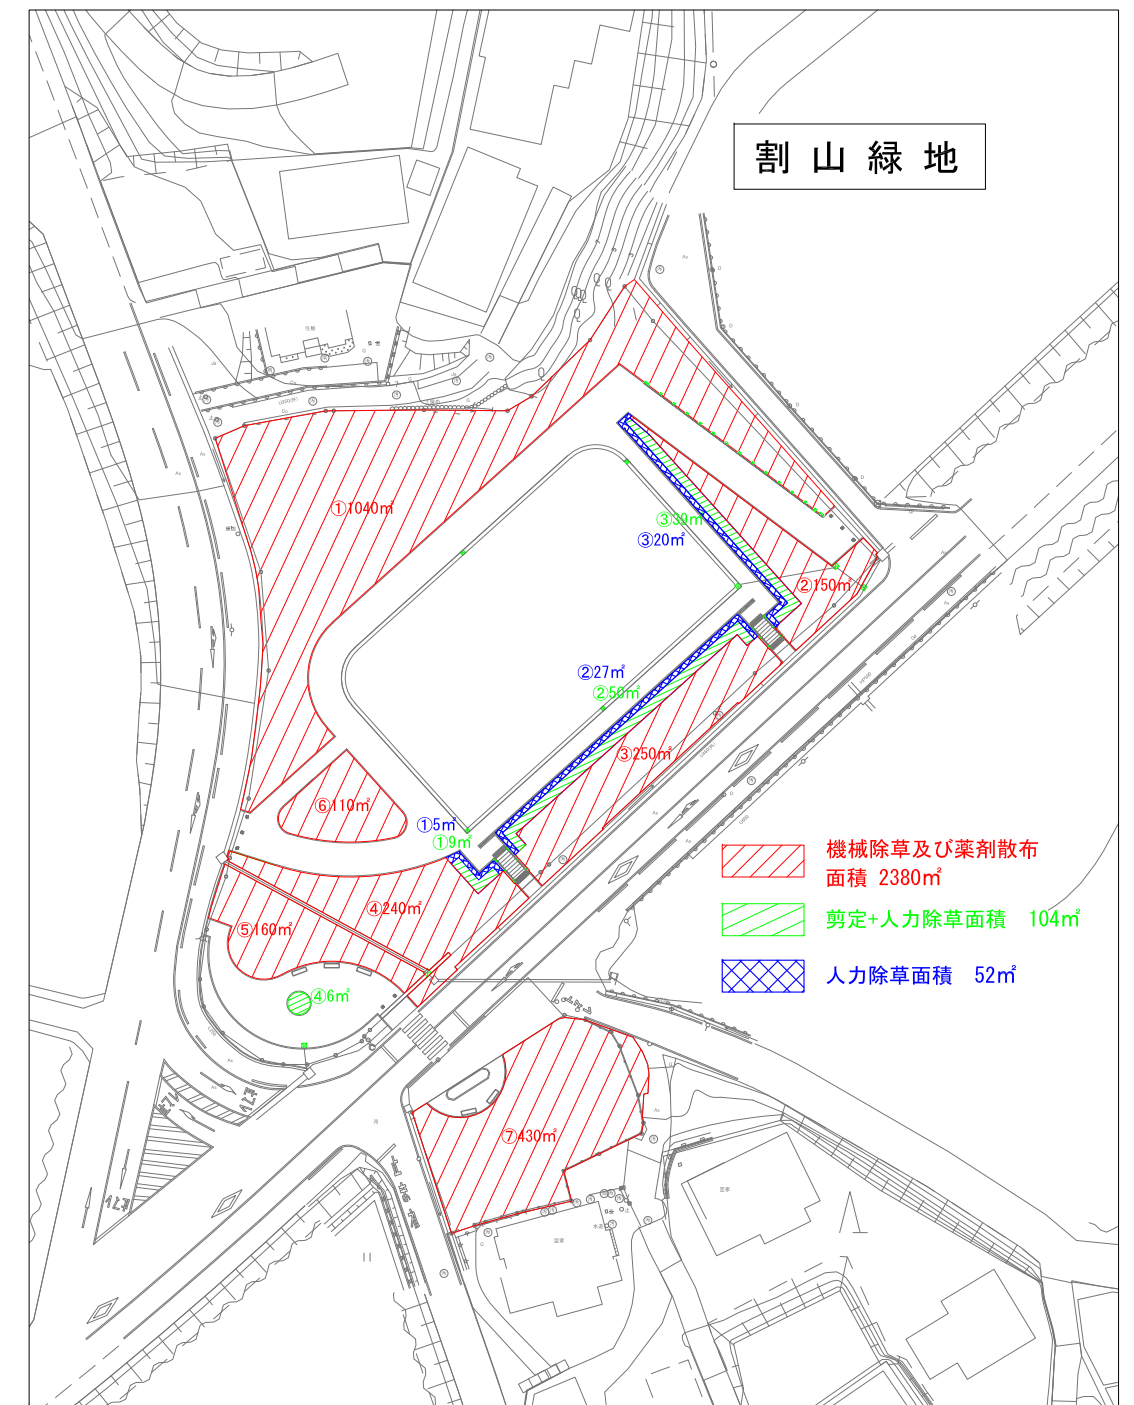 割山緑地
①1040㎡
③39㎡
③20㎡
②150㎡
②27㎡
②50㎡
③250㎡
⑥110㎡
①5㎡
①9㎡
④240㎡
⑤160㎡
④6㎡
⑦430㎡
機械除草及び薬剤散布
面積 2380㎡
剪定+人力除草面積 104㎡
人力除草面積 52㎡